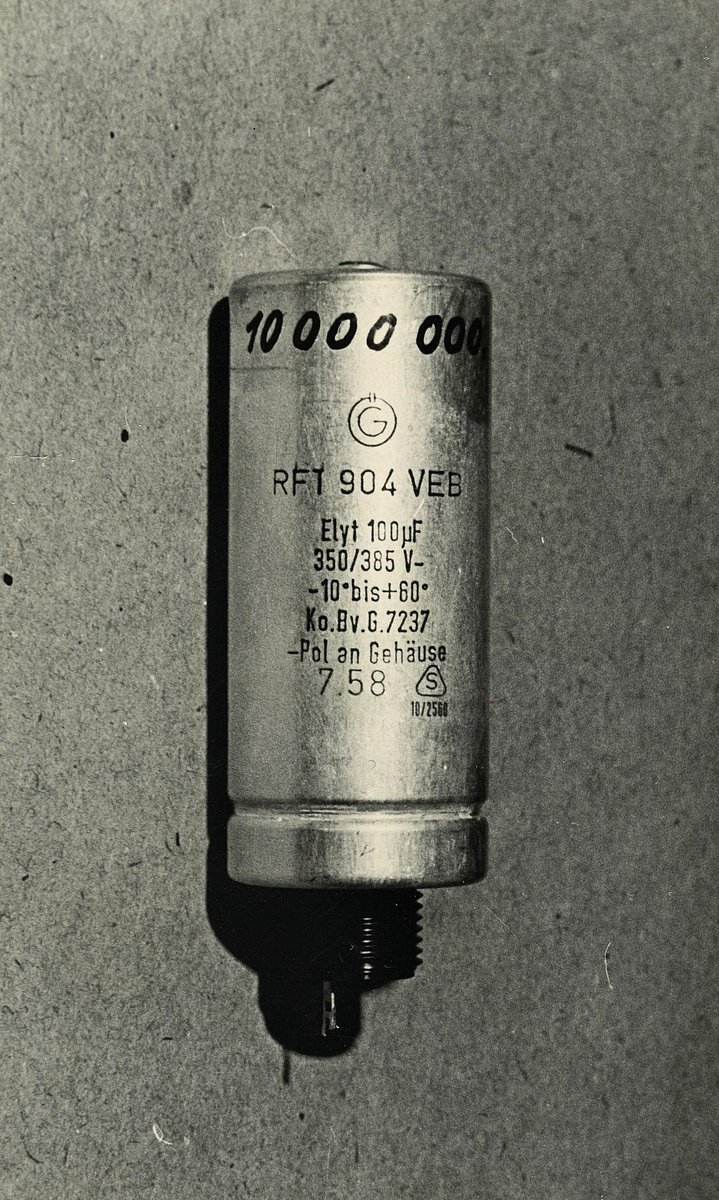 10 000 000.
G
RFT 904 VEB
Elyt 100µF
350/385 V-
-10°bis+60°
Ko.Bv.G.7237
-Pol an Gehäuse
7.58 S
10/2560